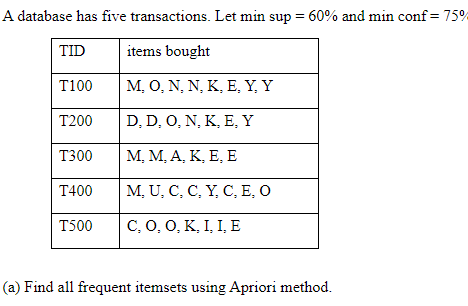 A database has five transactions. Let min sup = 60% and min conf = 75%
TID items bought
T100 M, O, N, N, K, E, Y, Y
T200 D, D, O, N, K, E, Y
T300 M, M, A, K, E, E
T400 M, U, C, C, Y, C, E, O
T500 C, O, O, K, I, I, E
(a) Find all frequent itemsets using Apriori method.